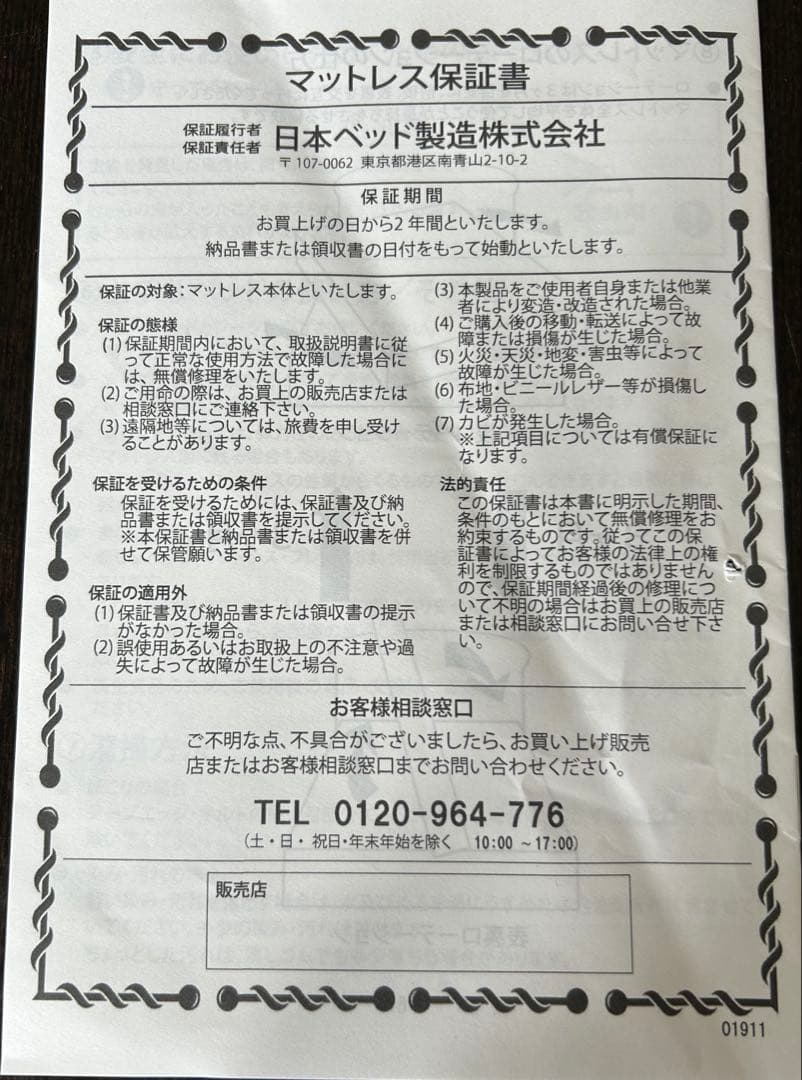 マットレス保証書
保証履行者
保証責任者
日本ベッド製造株式会社
〒107-0062 東京都港区南青山2-10-2
保証期間
お買上げの日から2年間といたします。
納品書または領収書の日付をもって始動といたします。
保証の対象:マットレス本体といたします。
保証の態様
(1)保証期間内において、取扱説明書に従
って正常な使用方法で故障した場合に
は、無償修理をいたします。
(2)ご用命の際は、お買上の販売店または
相談窓口にご連絡下さい。
(3)遠隔地等については、旅費を申し受け
ることがあります。
保証を受けるための条件
保証を受けるためには、保証書及び納
品書または領収書を提示してください。
※本保証書と納品書または領収書を併
せて保管願います。
保証の適用外
(1)保証書及び納品書または領収書の提示
がなかった場合。
(2)誤使用あるいはお取扱上の不注意や過
失によって故障が生じた場合。
(3)本製品をご使用者自身または他業
者により変造・改造された場合。
(4)ご購入後の移動・転送によって故
障または損傷が生じた場合。
(5)火災・天災・地変・害虫等によって
故障が生じた場合。
(6)布地・ビニールレザー等が損傷し
た場合。
(7)カビが発生した場合。
※上記項目については有償保証に
なります。
法的責任
この保証書は本書に明示した期間、
条件のもとにおいて無償修理をお
約束するものです。従ってこの保
証書によってお客様の法律上の権
利を制限するものではありません
ので、保証期間経過後の修理につ
いて不明の場合はお買上の販売店
または相談窓口にお問い合せ下さ
い。
お客様相談窓口
ご不明な点、不具合がございましたら、お買い上げ販売
店またはお客様相談窓口までお問い合わせください。
TEL 0120-964-776
(土・日・祝日・年末年始を除く 10:00 ~17:00)
販売店
01911